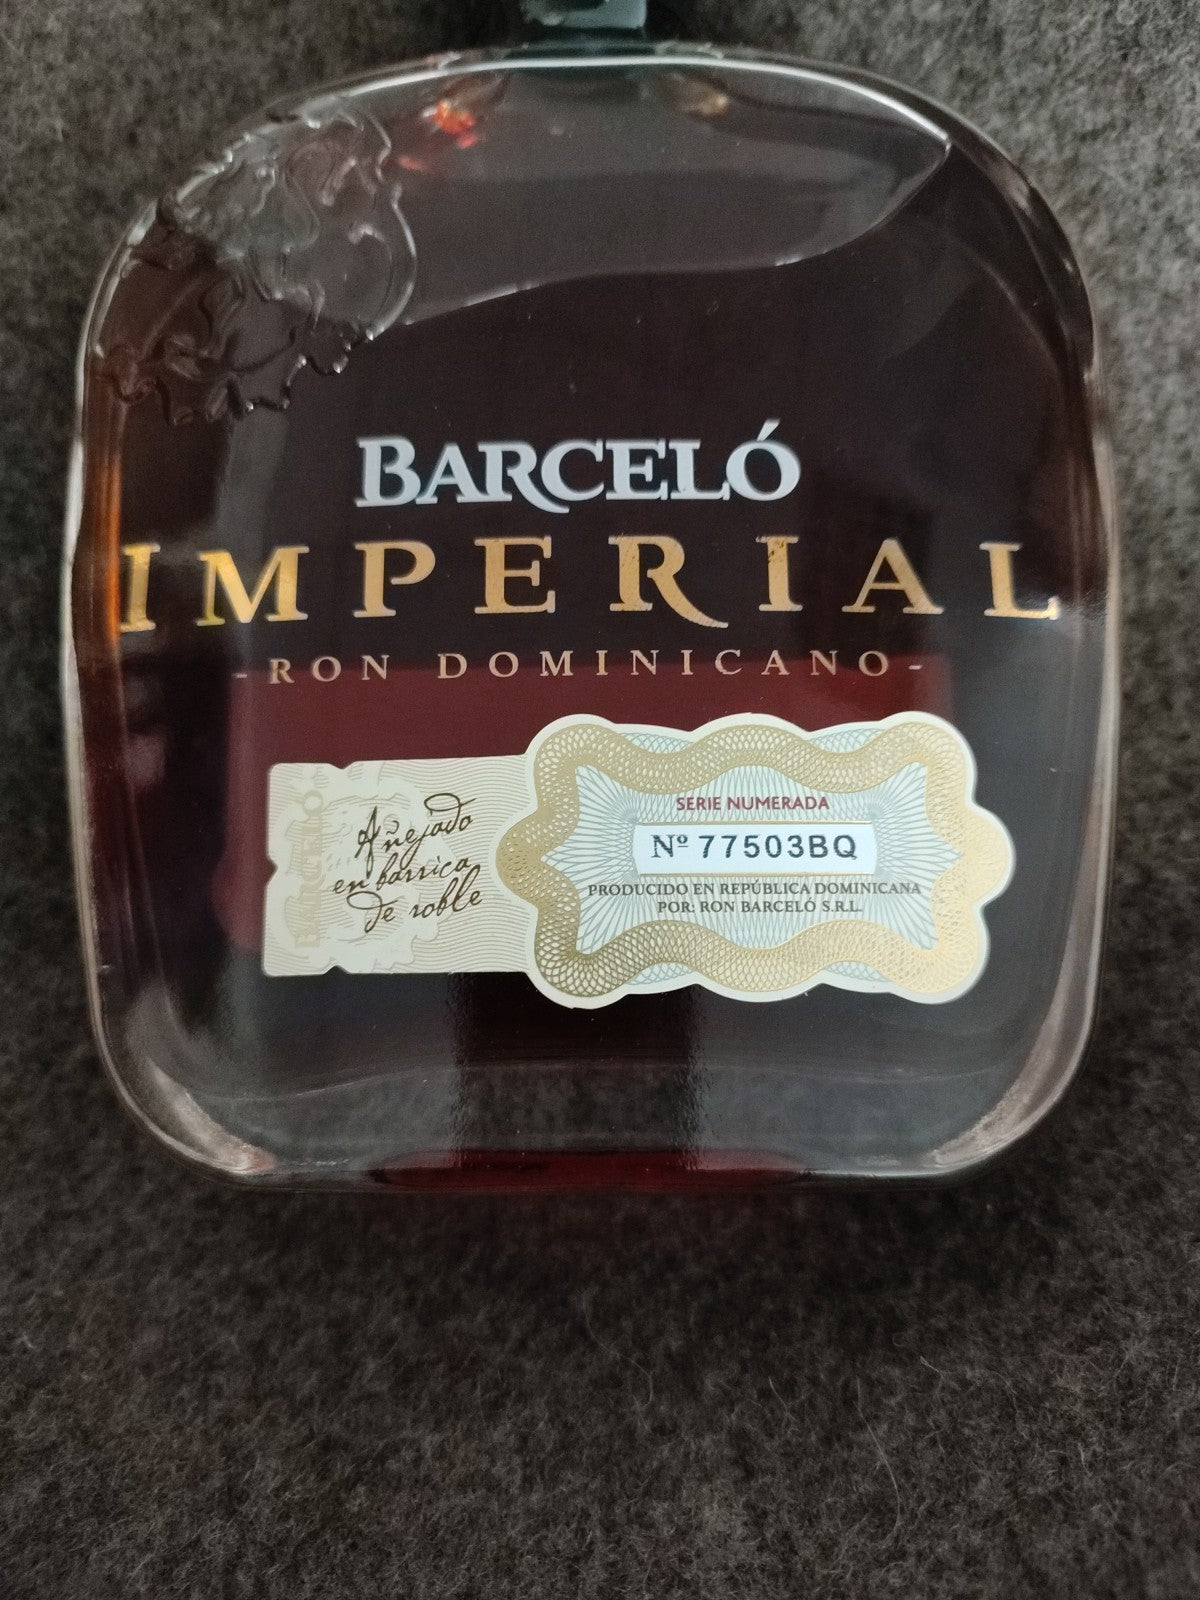 BARCELÓ
IMPERIAL
-RON DOMINICANO-
BARCELÓ
Añejado
en barrica
de roble
SERIE NUMERADA
Nº 77503BQ
PRODUCIDO EN REPÚBLICA DOMINICANA
POR: RON BARCELÓ S.R.L.